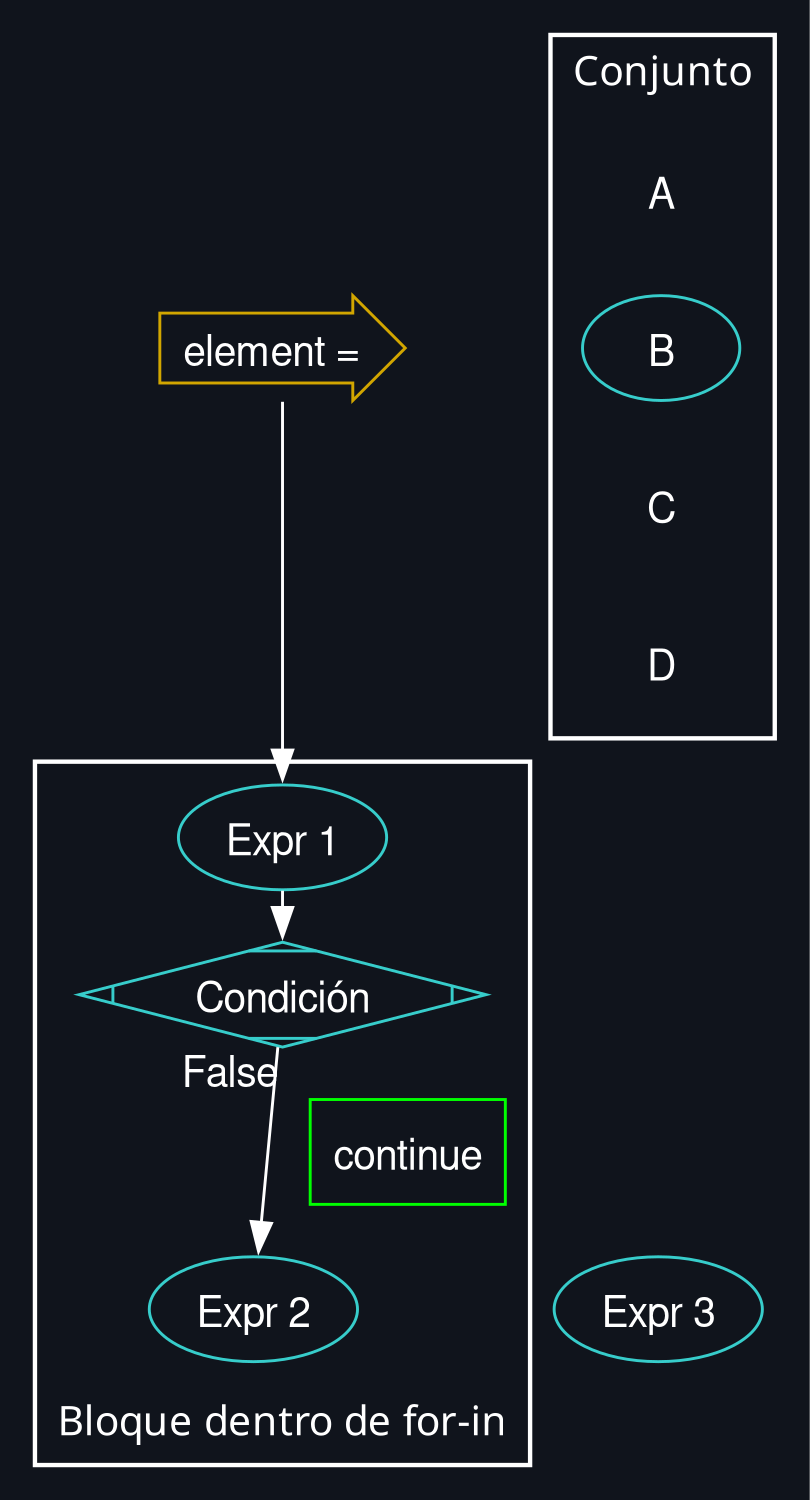 Conjunto
A
element =
B
C
D
Expr 1
Condición
False
continue
Expr 2
Expr 3
Bloque dentro de for-in